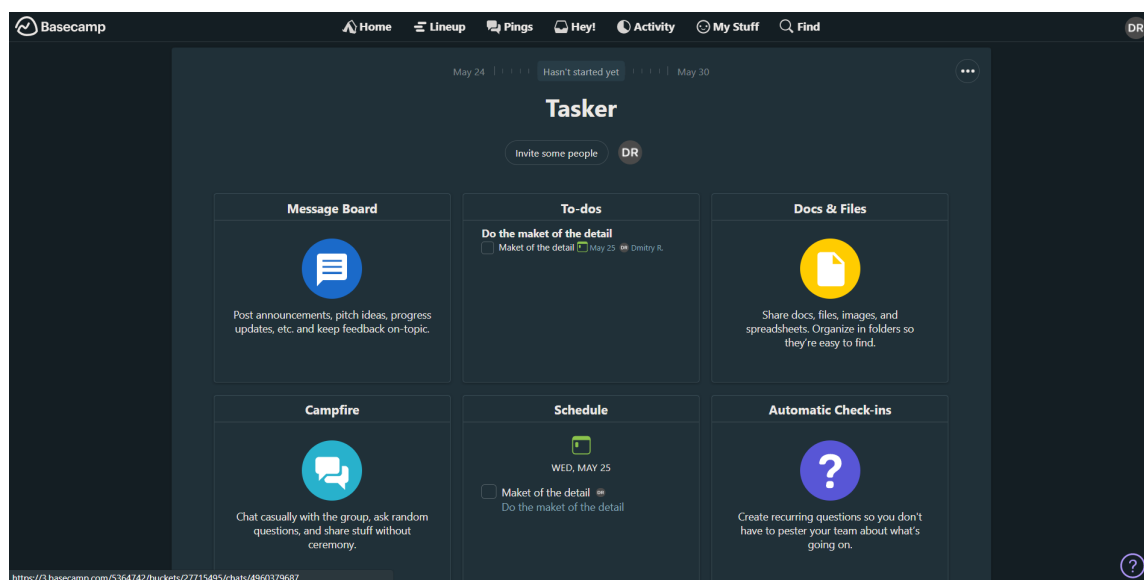 Basecamp
Home Lineup Pings Hey! Activity My Stuff Find
DR
May 24 Hasn't started yet May 30
Tasker
Invite some people DR
Message Board
Post announcements, pitch ideas, progress
updates, etc. and keep feedback on-topic.
To-dos
Do the maket of the detail
Maket of the detail May 25 DR Dmitry R.
Docs & Files
Share docs, files, images, and
spreadsheets. Organize in folders so
they're easy to find.
Campfire
Chat casually with the group, ask random
questions, and share stuff without
ceremony.
Schedule
WED, MAY 25
Maket of the detail DR
Do the maket of the detail
Automatic Check-ins
?
Create recurring questions so you don't
have to pester your team about what's
going on.
?
https://3.basecamp.com/5364742/buckets/27715495/chats/4960379687